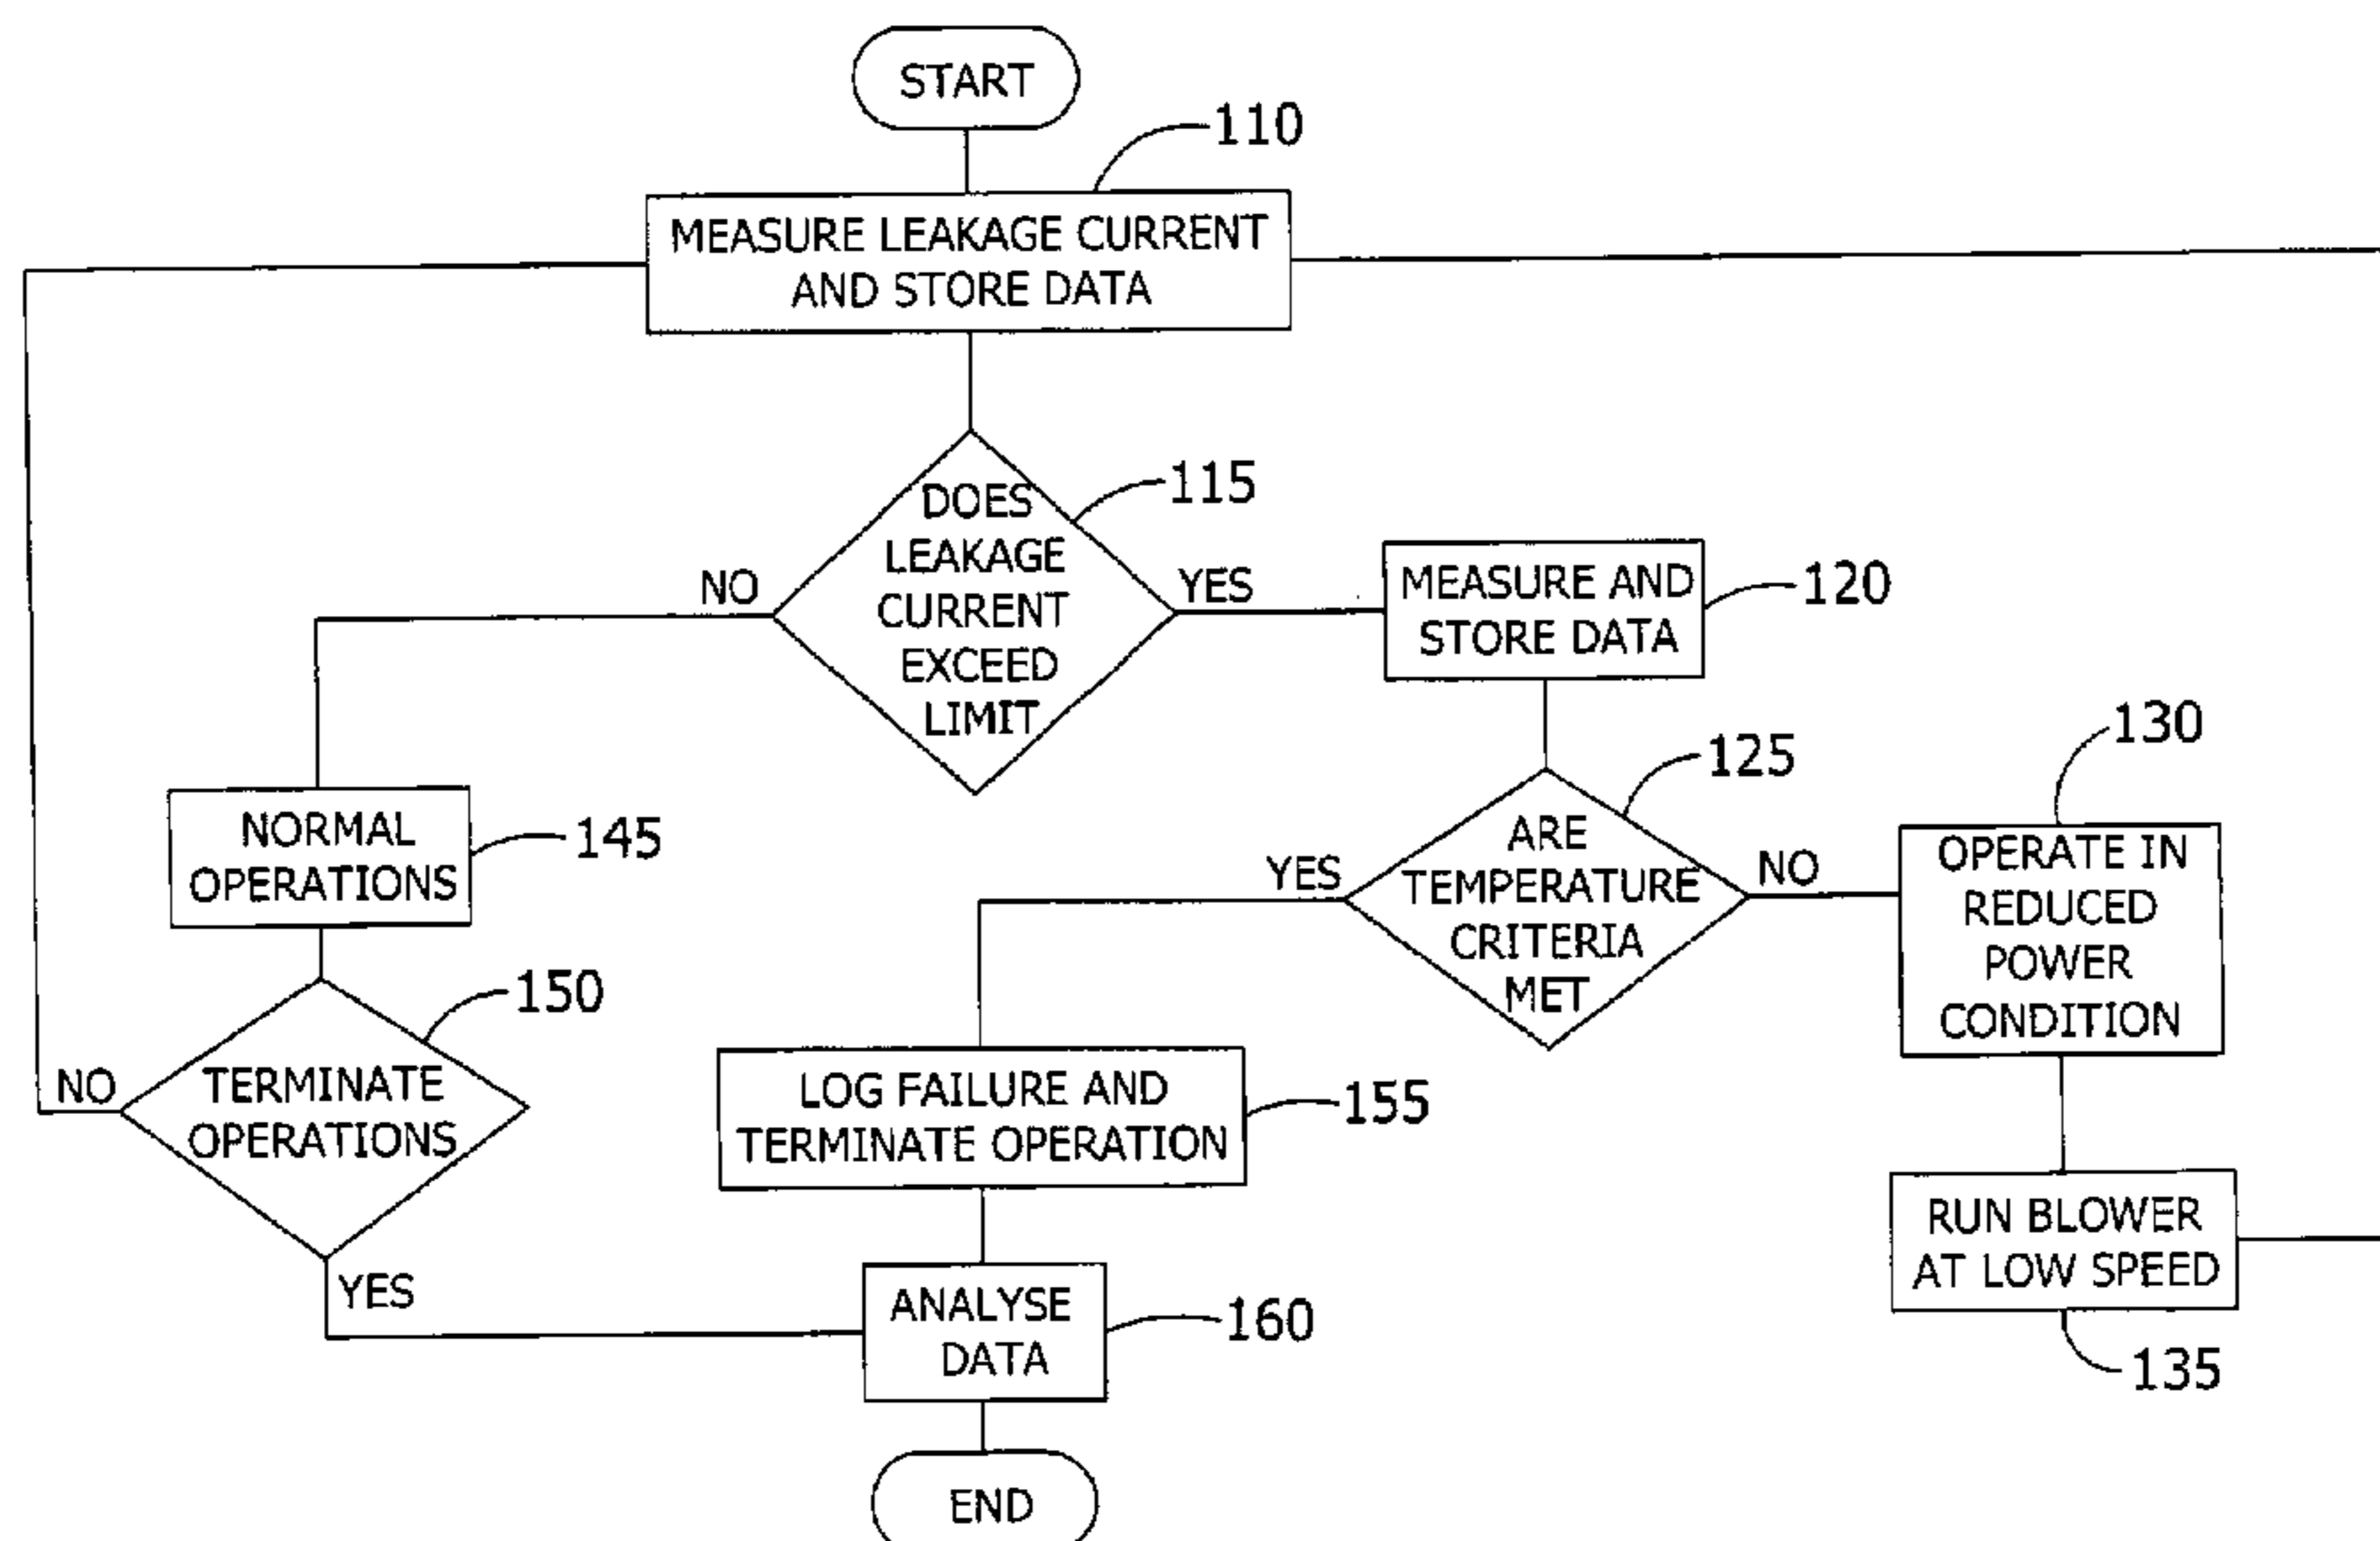 START
110
MEASURE LEAKAGE CURRENT
AND STORE DATA
115
DOES
LEAKAGE
CURRENT
EXCEED
LIMIT
NO
YES
MEASURE AND
STORE DATA
120
125
ARE
TEMPERATURE
CRITERIA
MET
YES
NO
130
OPERATE IN
REDUCED
POWER
CONDITION
NORMAL
OPERATIONS
145
150
TERMINATE
OPERATIONS
NO
YES
LOG FAILURE AND
TERMINATE OPERATION
155
RUN BLOWER
AT LOW SPEED
135
ANALYSE
DATA
160
END